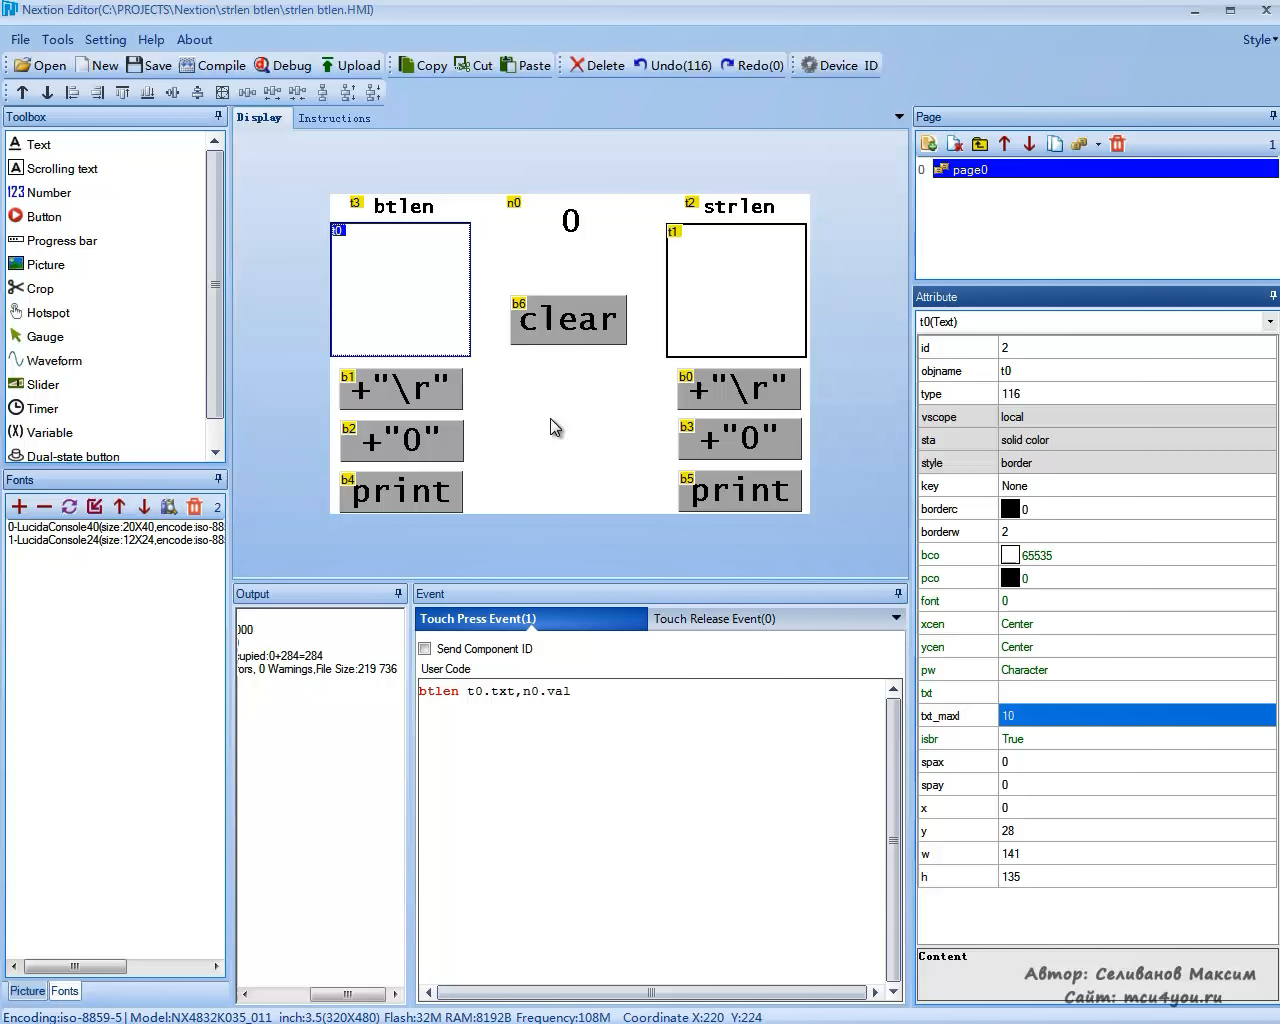 Nextion Editor(C:\PROJECTS\Nextion\strlen btlen\strlen btlen.HMI)
File Tools Setting Help About
Style
Open New Save Compile Debug Upload Copy Cut Paste Delete Undo(116) Redo(0) Device ID
Toolbox
Text
Scrolling text
123 Number
Button
Progress bar
Picture
Crop
Hotspot
Gauge
Waveform
Slider
Timer
(X) Variable
Dual-state button
Fonts
2
0-LucidaConsole40(size:20X40,encode:iso-88
1-LucidaConsole24(size:12X24,encode:iso-88
Picture Fonts
Display Instructions
t3 btlen n0 0 t2 strlen
t0 t1
b6 clear
b1 +"\r" b0 +"\r"
b2 +"0" b3 +"0"
b4 print b5 print
Output
000
cupied:0+284=284
rors, 0 Warnings,File Size:219 736
Event
Touch Press Event(1) Touch Release Event(0)
Send Component ID
User Code
btlen t0.txt,n0.val
Page
1
0 page0
Attribute
t0(Text)
id 2
objname t0
type 116
vscope local
sta solid color
style border
key None
borderc 0
borderw 2
bco 65535
pco 0
font 0
xcen Center
ycen Center
pw Character
txt
txt_maxl 10
isbr True
spax 0
spay 0
x 0
y 28
w 141
h 135
Content
Автор: Селиванов Максим
Сайт: mcu4you.ru
Encoding:iso-8859-5 Model:NX4832K035_011 inch:3.5(320X480) Flash:32M RAM:8192B Frequency:108M Coordinate X:220 Y:224